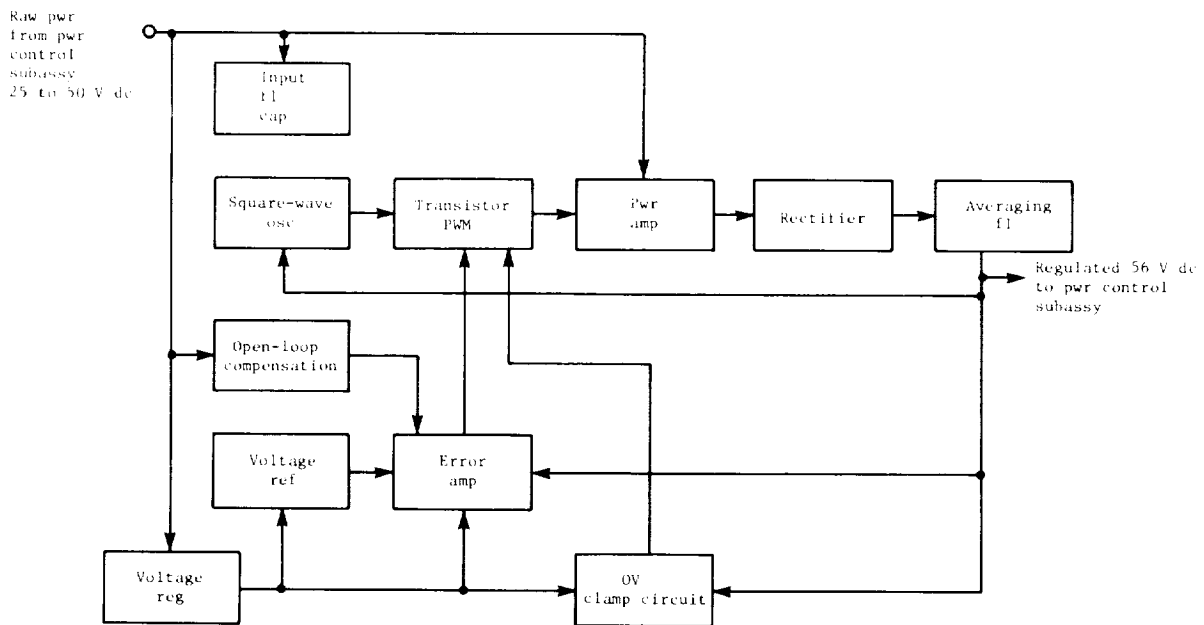 Raw pwr
from pwr
control
subassy
25 to 50 V dc
Input
fl
cap
Square-wave
osc
Transistor
PWM
Pwr
amp
Rectifier
Averaging
fl
Regulated 56 V dc
to pwr control
subassy
Open-loop
compensation
Voltage
ref
Error
amp
Voltage
reg
OV
clamp circuit